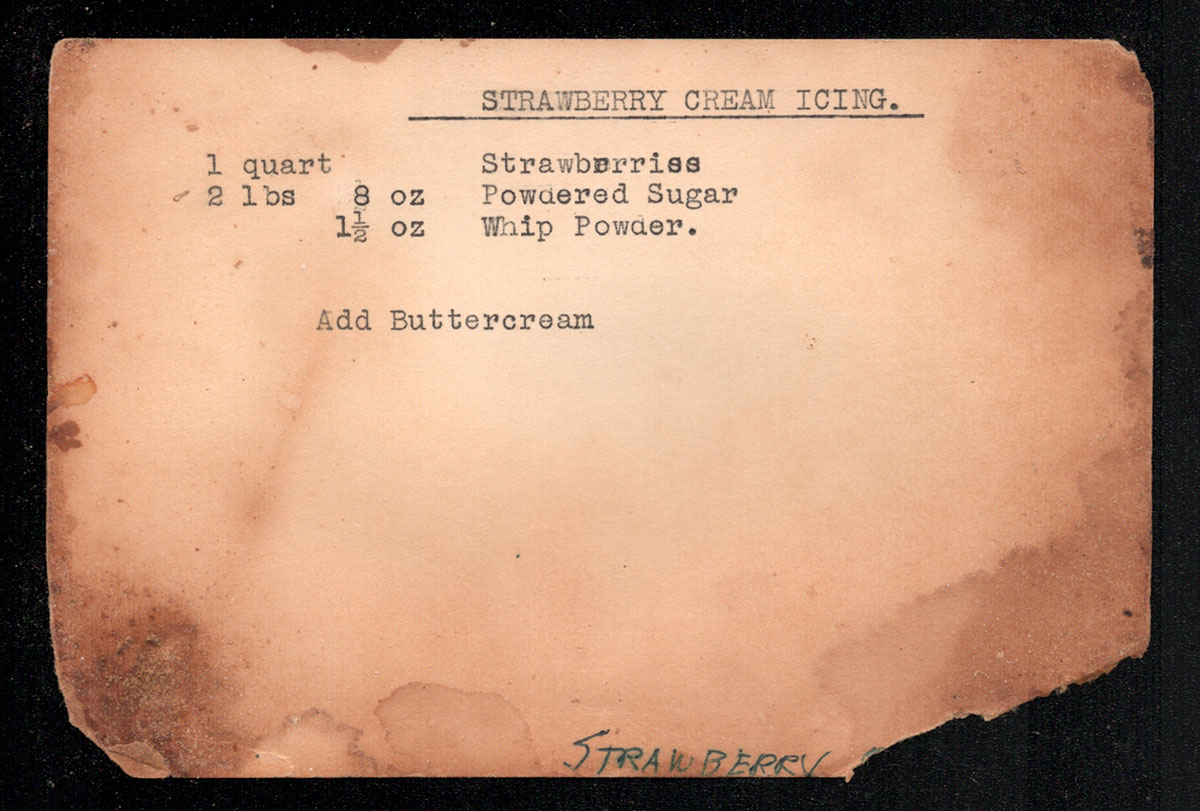 STRAWBERRY CREAM ICING.
1 quart Strawberries
2 lbs 8 oz Powdered Sugar
1½ oz Whip Powder.
Add Buttercream
STRAWBERRY